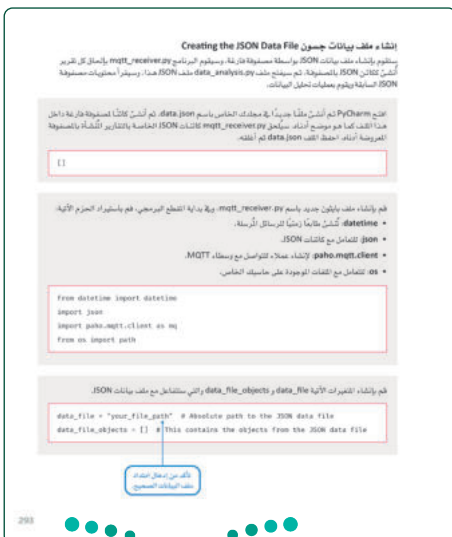 إنشاء ملف بيانات جسون Creating the JSON Data File
ستقوم بإنشاء ملف بيانات JSON بواسطة مصفوفة فارغة، وسيقوم البرنامج mqtt_receiver.py بإلحاق كل تقرير
أُنشئ ككائن JSON بالمصفوفة، ثم سيفتح ملف data_analysis.py ملف JSON هذا، وسيقرأ محتويات مصفوفة
JSON السابقة ويقوم بعمليات تحليل البيانات.
افتح PyCharm ثم أنشئ ملفًا جديدًا في مجلدك الخاص باسم data.json، ثم أنشئ كائنًا لمصفوفة فارغة داخل
هذا الملف كما هو موضح أدناه. سيُلحق mqtt_receiver.py كائنات JSON الخاصة بالتقارير المُنشأة بالمصفوفة
المعروضة أدناه. احفظ الملف data.json ثم أغلقه.
[]
قم بإنشاء ملف بايثون جديد باسم mqtt_receiver.py، وفي بداية المقطع البرمجي، قم باستيراد الحزم الآتية:
• datetime: لتُنشئ طابعًا زمنيًا للرسائل المُرسلة.
• json: للتعامل مع كائنات JSON.
• paho.mqtt.client: لإنشاء عملاء للتواصل مع وسطاء MQTT.
• os: للتعامل مع الملفات الموجودة على حاسبك الخاص.
from datetime import datetime
import json
import paho.mqtt.client as mq
from os import path
قم بإنشاء المتغيرات الآتية data_file و data_file_objects والتي ستتفاعل مع ملف بيانات JSON.
data_file = "your_file_path" # Absolute path to the JSON data file
data_file_objects = [] # This contains the objects from the JSON data file
تأكد من إدخال امتداد
ملف البيانات الصحيح.
293